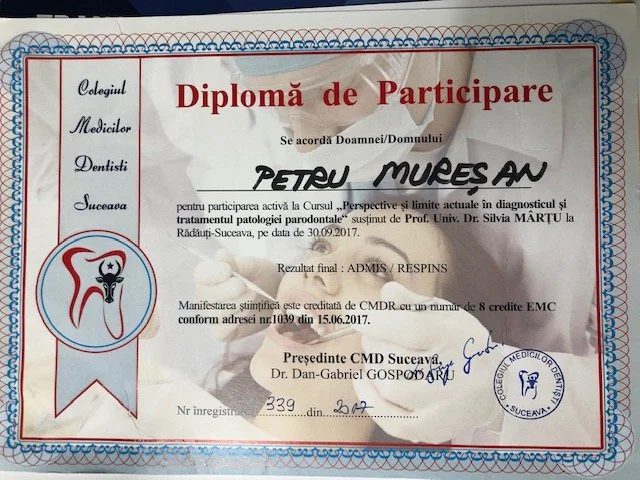 Colegiul
Medicilor
Dentisti
Suceava
Diplomă de Participare
Se acordă Doamnei/Domnului
PETRU MUREȘAN
pentru participarea activă la Cursul „Perspective și limite actuale în diagnosticul și
tratamentul patologiei parodontale“ susținut de Prof. Univ. Dr. Silvia MÂRȚU la
Rădăuți-Suceava, pe data de 30.09.2017.
Rezultat final : ADMIS / RESPINS
Manifestarea științifică este creditată de CMDR cu un număr de 8 credite EMC
conform adresei nr.1039 din 15.06.2017.
Președinte CMD Suceava,
Dr. Dan-Gabriel GOSPODARU
Nr înregistrare 339 din 2017
COLEGIUL MEDICILOR DENTIȘTI
SUCEAVA